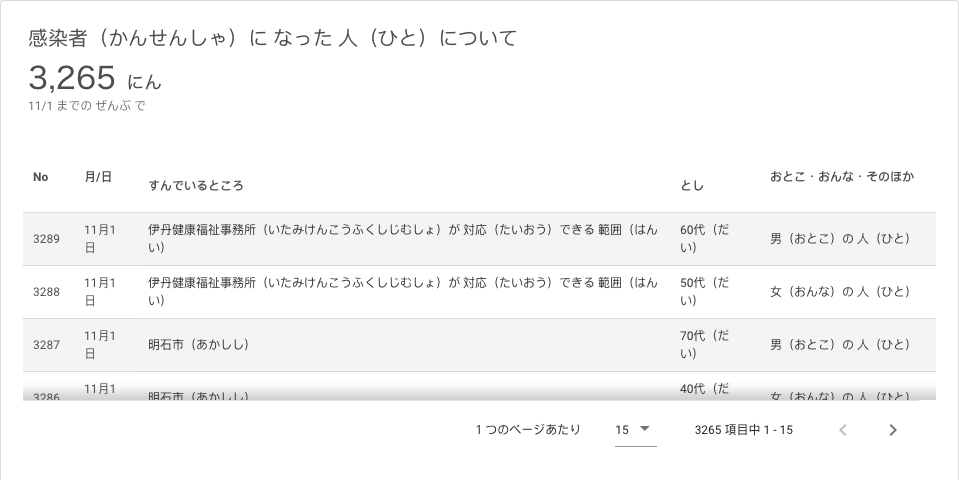 感染者（かんせんしゃ）に なった 人（ひと）について
3,265 にん
11/1 までの ぜんぶ で
No 月/日 すんでいるところ とし おとこ・おんな・そのほか
3289 11月1日 伊丹健康福祉事務所（いたみけんこうふくしじむしょ）が 対応（たいおう）できる 範囲（はんい） 60代（だい） 男（おとこ）の 人（ひと）
3288 11月1日 伊丹健康福祉事務所（いたみけんこうふくしじむしょ）が 対応（たいおう）できる 範囲（はんい） 50代（だい） 女（おんな）の 人（ひと）
3287 11月1日 明石市（あかしし） 70代（だい） 男（おとこ）の 人（ひと）
3286 11月1 明石市（あかしし） 40代（だ 女（おんな）の 人（ひと）
1 つのページあたり 15 3265 項目中 1 - 15